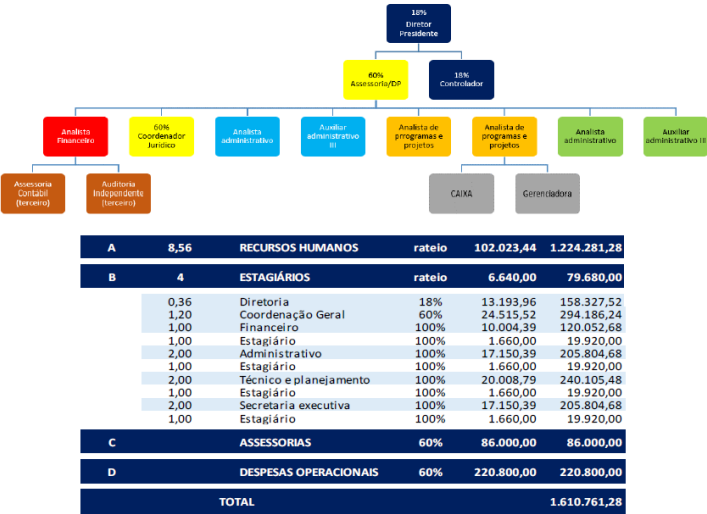 18%
Diretor
Presidente
60%
Assessoria/DP
18%
Controlador
Analista
Financeiro
60%
Coordenador
Jurídico
Analista
administrativo
Auxiliar
administrativo
III
Analista de
prrogramas e
projetos
Analista de
programas e
projetos
Analista
administrativo
Auxiliar
administrativo III
Assessoria
Contábil
(terceiro)
Auditoria
Independente
(terceiro)
CAIXA
Gerenciadora
A 8,56 RECURSOS HUMANOS rateio 102.023,44 1.224.281,28
B 4 ESTAGIÁRIOS rateio 6.640,00 79.680,00
0,36 Diretoria 18% 13.193,96 158.327,52
1,20 Coordenação Geral 60% 24.515,52 294.186,24
1,00 Financeiro 100% 10.004,39 120.052,68
1,00 Estagiário 100% 1.660,00 19.920,00
2,00 Administrativo 100% 17.150,39 205.804,68
1,00 Estagiário 100% 1.660,00 19.920,00
2,00 Técnico e planejamento 100% 20.008,79 240.105,48
1,00 Estagiário 100% 1.660,00 19.920,00
2,00 Secretaria executiva 100% 17.150,39 205.804,68
1,00 Estagiário 100% 1.660,00 19.920,00
C ASSESSORIAS 60% 86.000,00 86.000,00
D DESPESAS OPERACIONAIS 60% 220.800,00 220.800,00
TOTAL 1.610.761,28